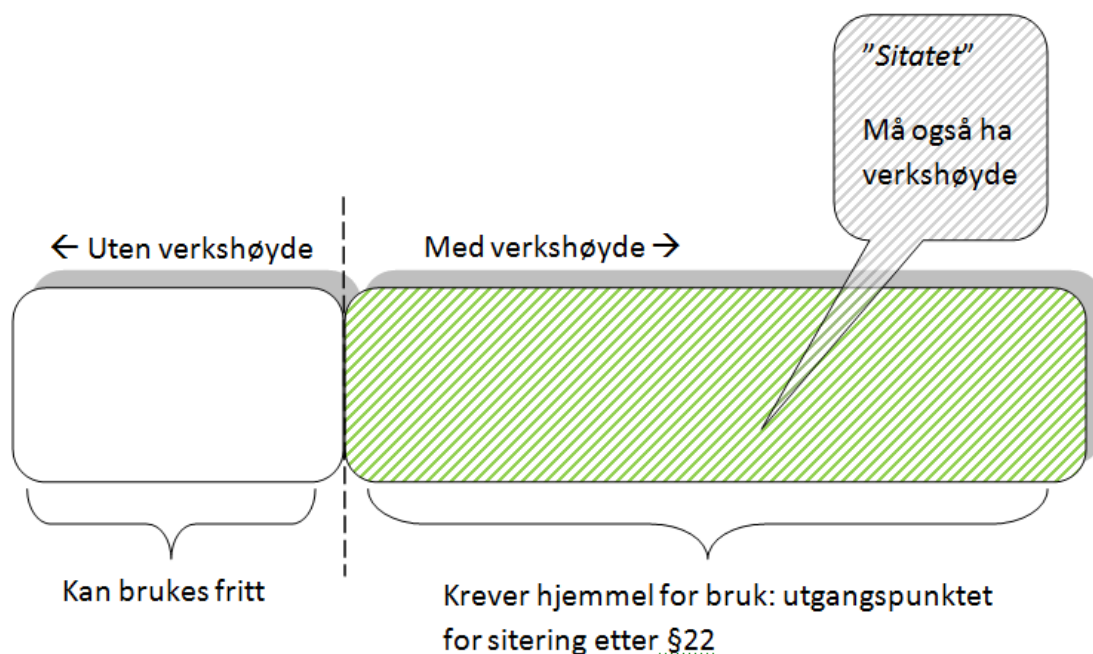 ”Sitatet”
Må også ha
verkshøyde
← Uten verkshøyde
Med verkshøyde →
Kan brukes fritt
Krever hjemmel for bruk: utgangspunktet
for sitering etter §22